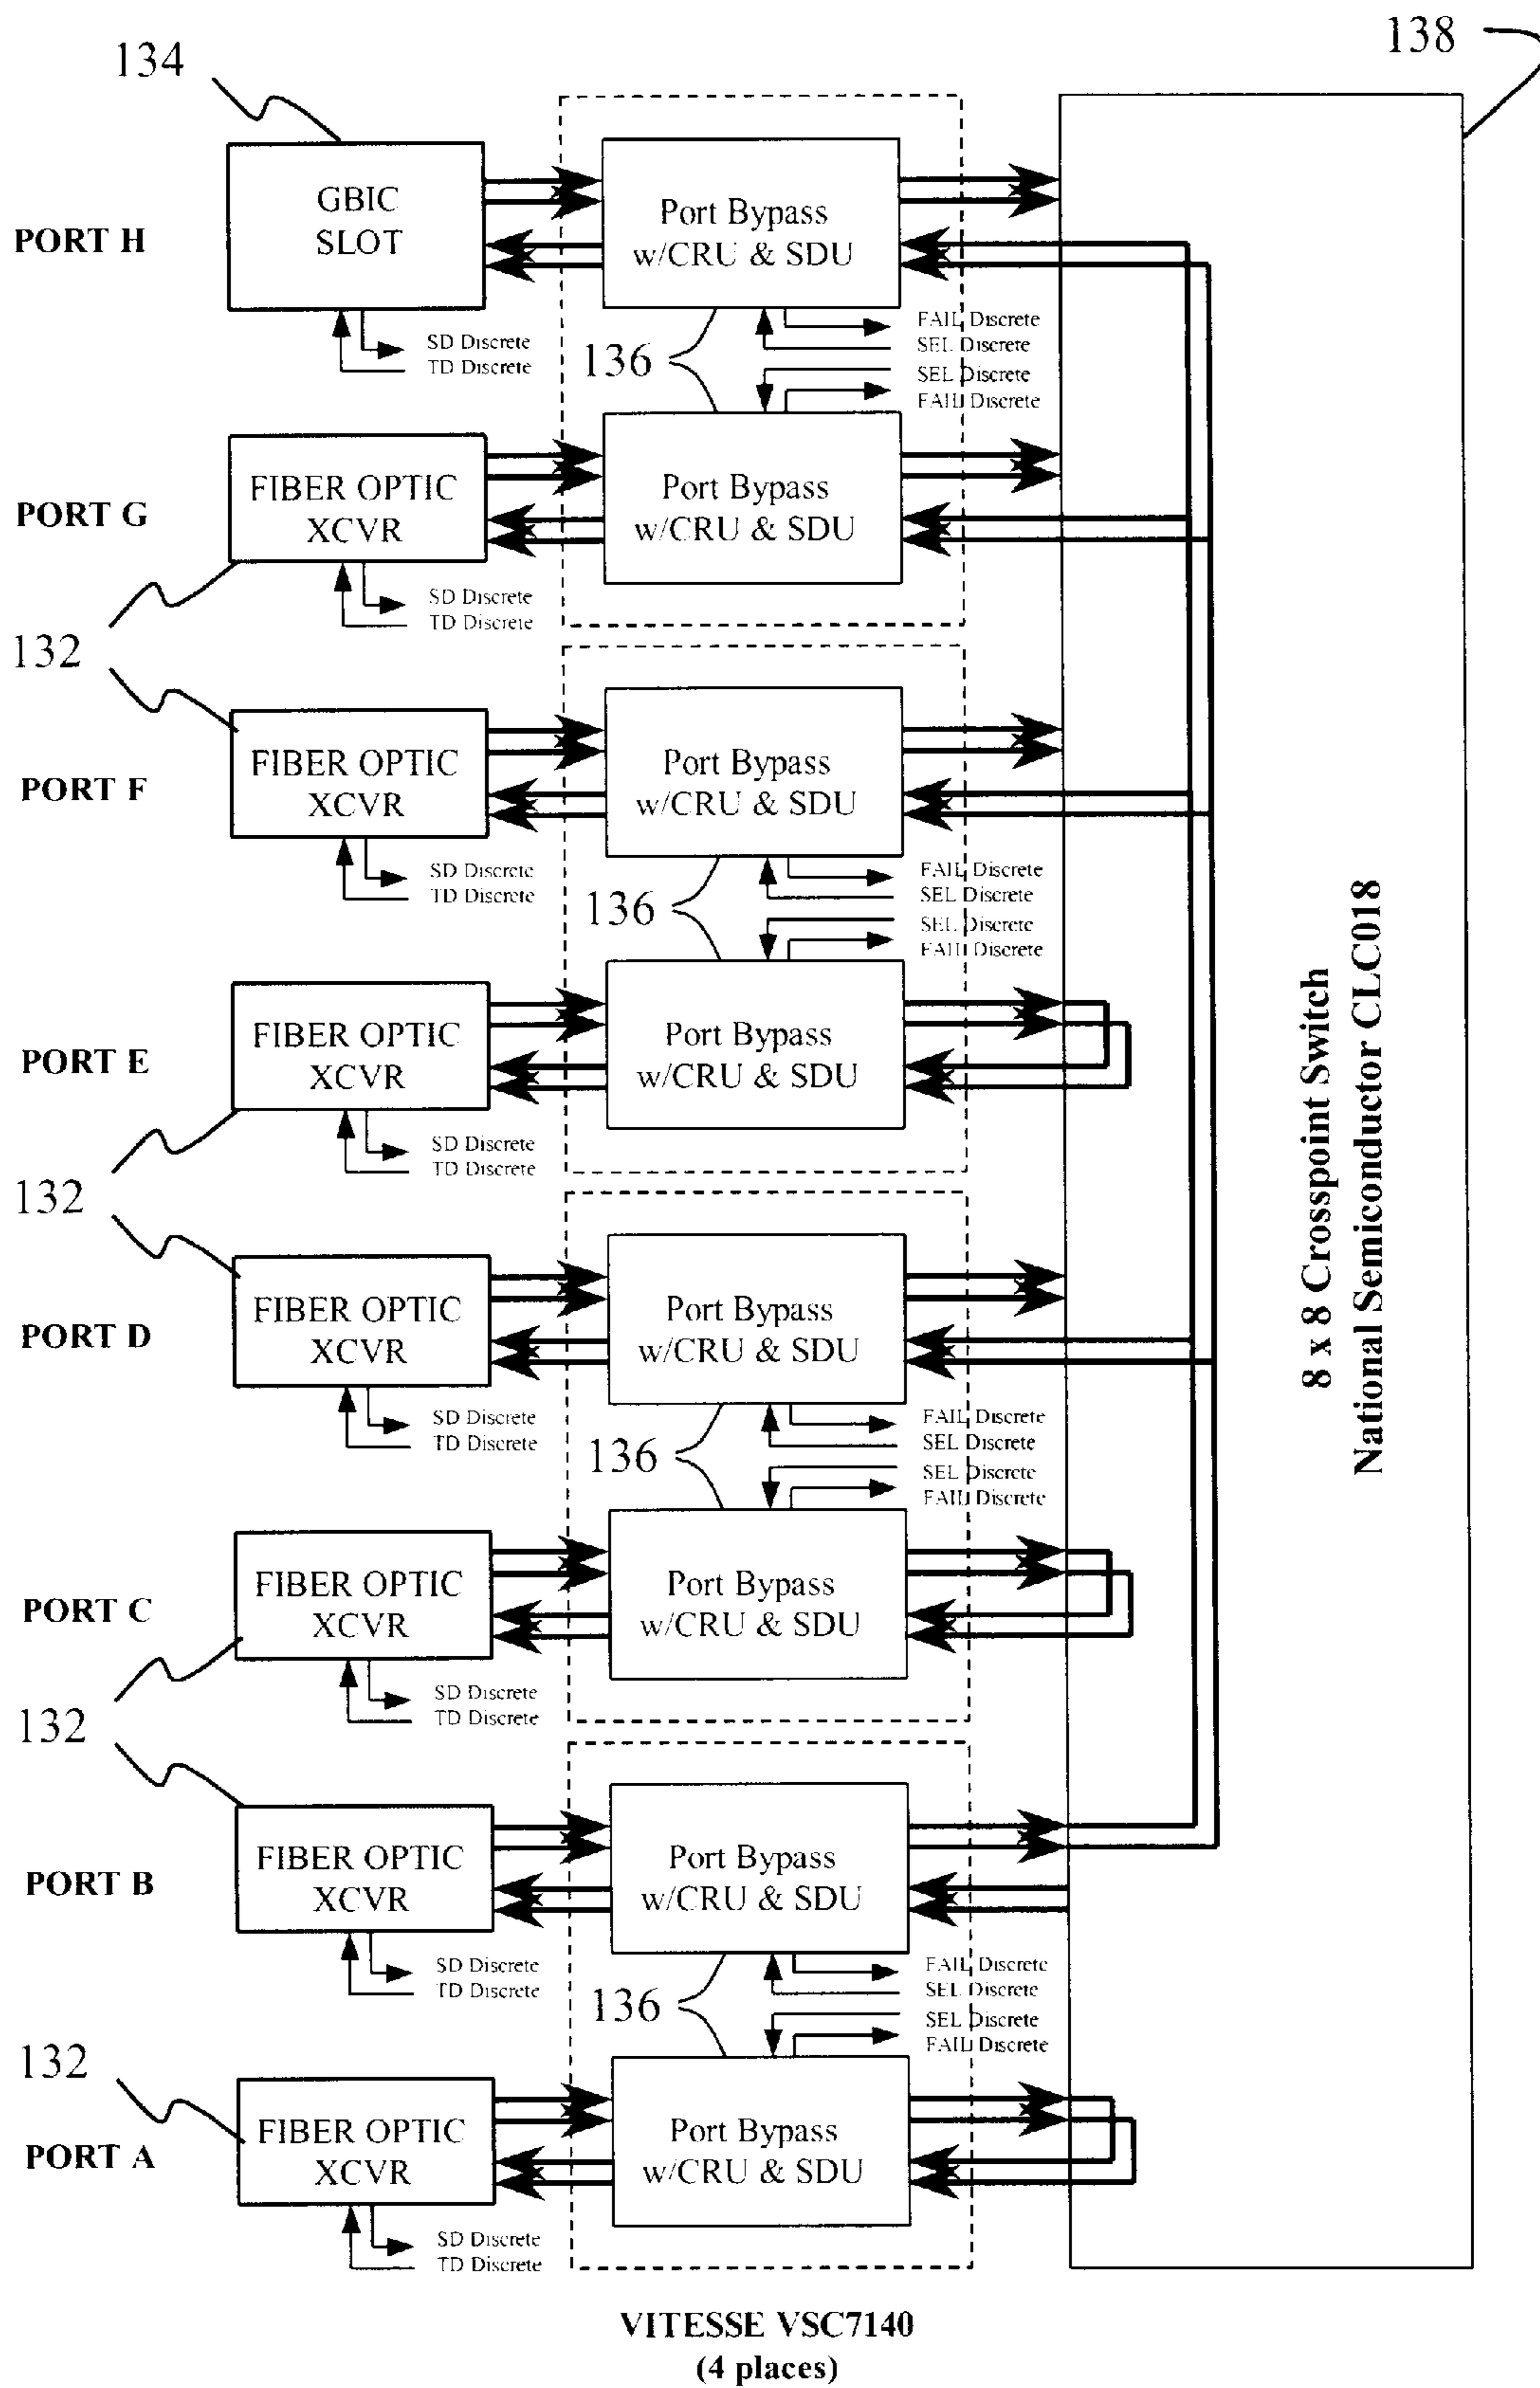 138
134
GBIC
SLOT
Port Bypass
w/CRU & SDU
PORT H
FAIL Discrete
SEL Discrete
SD Discrete
TD Discrete
136
SEL Discrete
FAIL Discrete
FIBER OPTIC
XCVR
Port Bypass
w/CRU & SDU
PORT G
SD Discrete
TD Discrete
132
FIBER OPTIC
XCVR
Port Bypass
w/CRU & SDU
PORT F
SD Discrete
TD Discrete
FAIL Discrete
SEL Discrete
136
SEL Discrete
FAIL Discrete
FIBER OPTIC
XCVR
Port Bypass
w/CRU & SDU
PORT E
SD Discrete
TD Discrete
132
8 x 8 Crosspoint Switch
National Semiconductor CLC018
FIBER OPTIC
XCVR
Port Bypass
w/CRU & SDU
PORT D
SD Discrete
TD Discrete
FAIL Discrete
SEL Discrete
136
SEL Discrete
FAIL Discrete
FIBER OPTIC
XCVR
Port Bypass
w/CRU & SDU
PORT C
SD Discrete
TD Discrete
132
FIBER OPTIC
XCVR
Port Bypass
w/CRU & SDU
PORT B
SD Discrete
TD Discrete
FAIL Discrete
SEL Discrete
136
SEL Discrete
FAIL Discrete
132
FIBER OPTIC
XCVR
Port Bypass
w/CRU & SDU
PORT A
SD Discrete
TD Discrete
VITESSE VSC7140
(4 places)